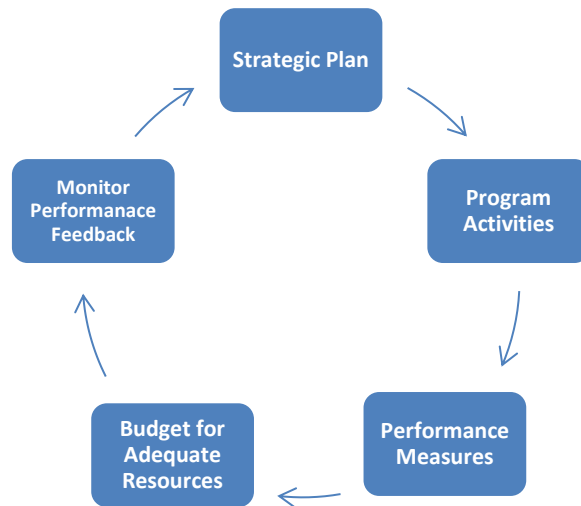 Strategic Plan
Program
Activities
Performance
Measures
Budget for
Adequate
Resources
Monitor
Performanace
Feedback